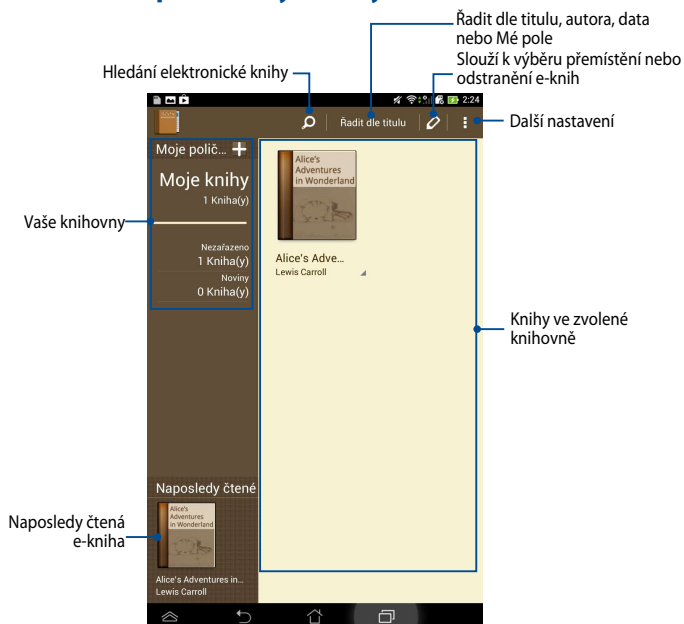 Řadit dle titulu, autora, data
nebo Mé pole
Slouží k výběru přemístění nebo
odstranění e-knih
Hledání elektronické knihy
2:24
Řadit dle titulu
Další nastavení
Moje polič...
Moje knihy
1 Kniha(y)
Vaše knihovny
Nezařazeno
1 Kniha(y)
Noviny
0 Kniha(y)
Alice's
Adventures
in Wonderland
Alice's Adve...
Lewis Carroll
Knihy ve zvolené
knihovně
Naposledy čtené
Naposledy čtená
e-kniha
Alice's
Adventures
in Wonderland
Alice's Adventures in...
Lewis Carroll